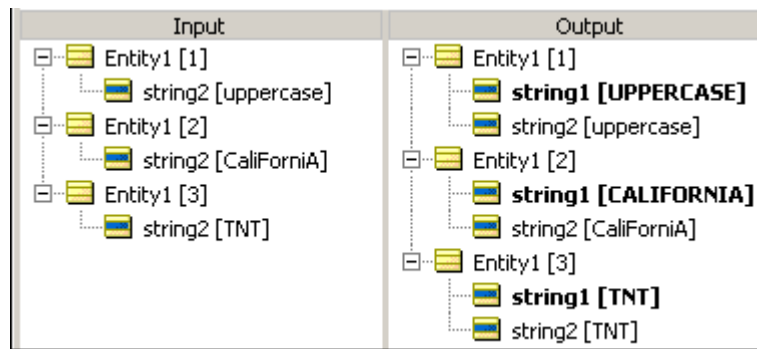 Input
Entity1 [1]
string2 [uppercase]
Entity1 [2]
string2 [CaliForniA]
Entity1 [3]
string2 [TNT]
Output
Entity1 [1]
string1 [UPPERCASE]
string2 [uppercase]
Entity1 [2]
string1 [CALIFORNIA]
string2 [CaliForniA]
Entity1 [3]
string1 [TNT]
string2 [TNT]